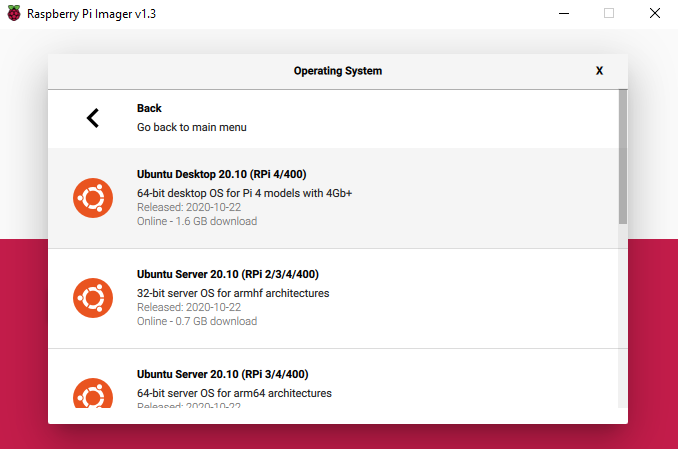 Raspberry Pi Imager v1.3
Operating System
X
Back
Go back to main menu
Ubuntu Desktop 20.10 (RPi 4/400)
64-bit desktop OS for Pi 4 models with 4Gb+
Released: 2020-10-22
Online - 1.6 GB download
Ubuntu Server 20.10 (RPi 2/3/4/400)
32-bit server OS for armhf architectures
Released: 2020-10-22
Online - 0.7 GB download
Ubuntu Server 20.10 (RPi 3/4/400)
64-bit server OS for arm64 architectures
Released: 2020-10-22